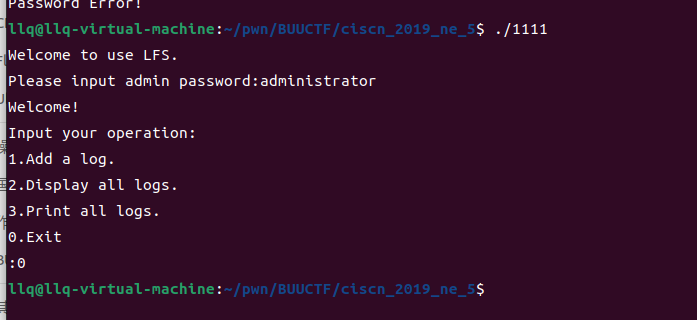 Password Error!
llq@llq-virtual-machine:~/pwn/BUUCTF/ciscn_2019_ne_5$ ./1111
Welcome to use LFS.
Please input admin password:administrator
Welcome!
Input your operation:
1.Add a log.
2.Display all logs.
3.Print all logs.
0.Exit
:0
llq@llq-virtual-machine:~/pwn/BUUCTF/ciscn_2019_ne_5$